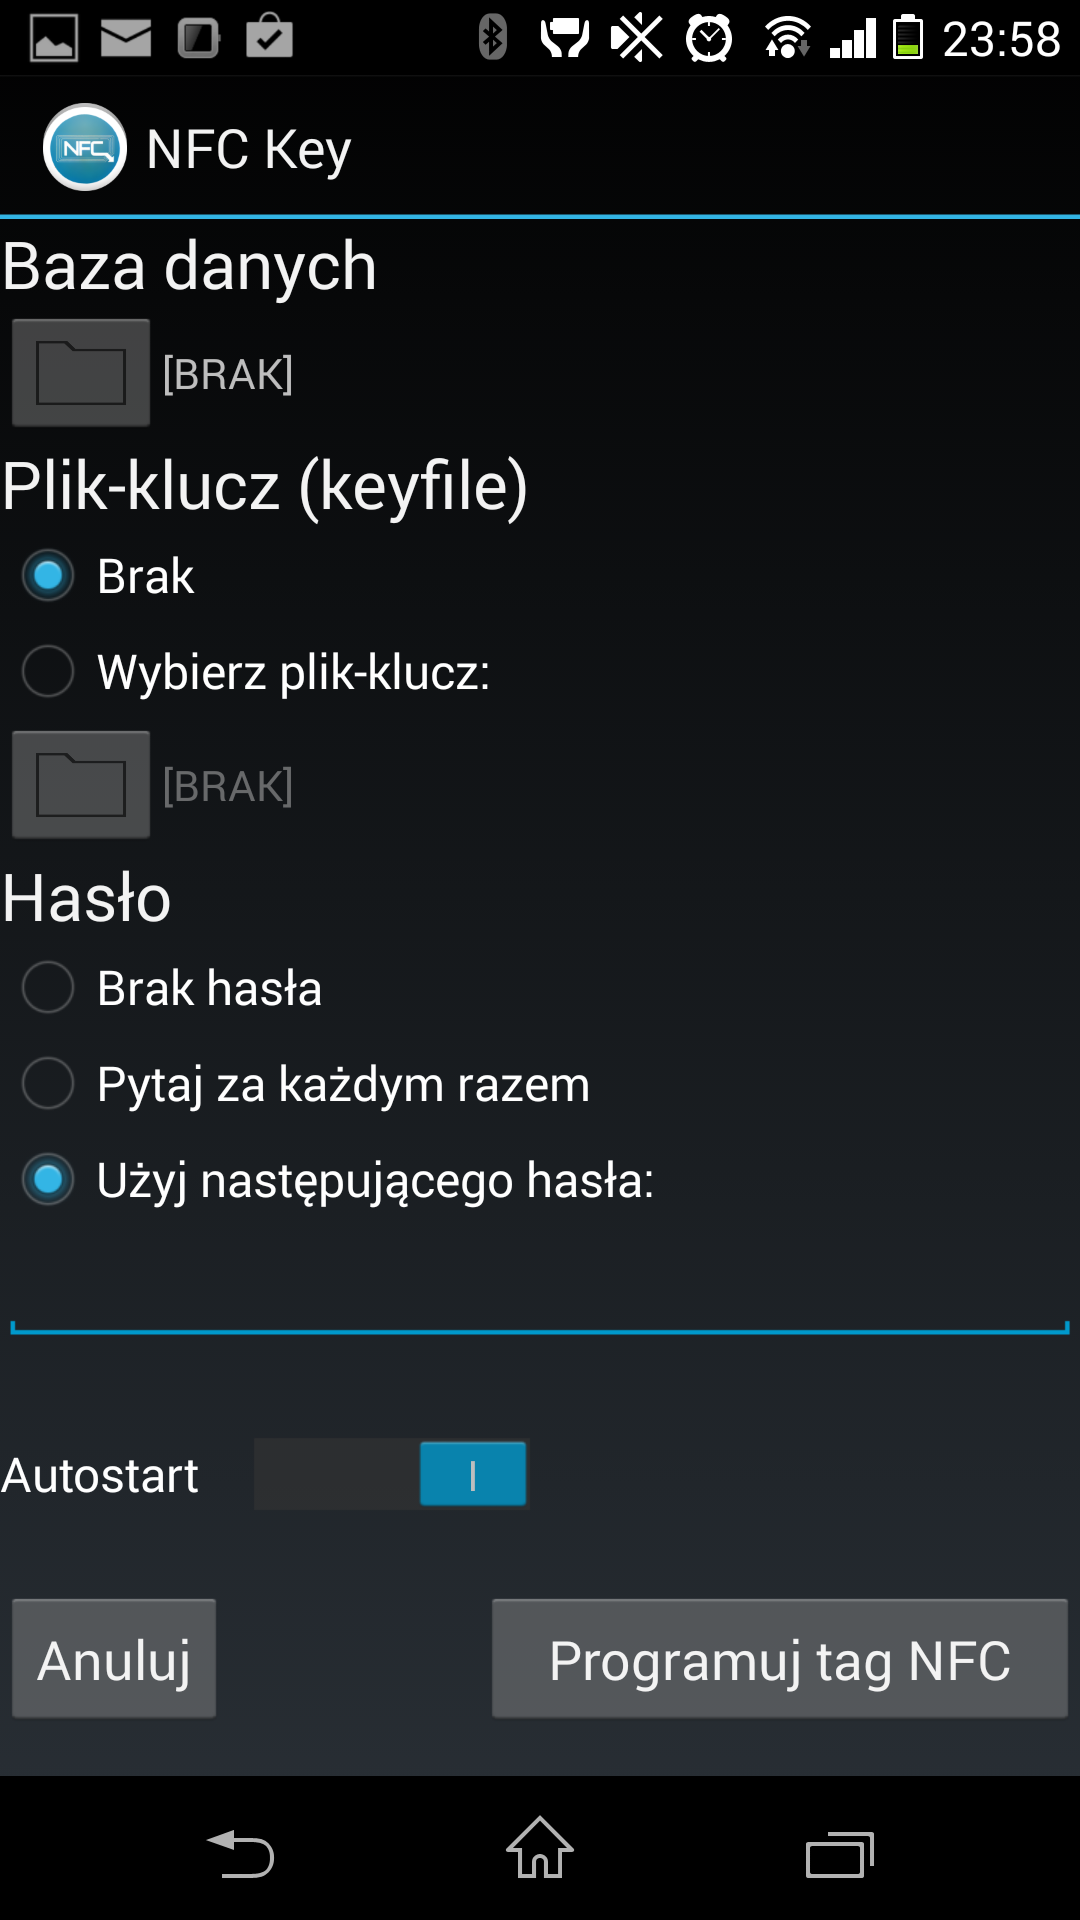 23:58
NFC NFC Key
Baza danych
[BRAK]
Plik-klucz (keyfile)
Brak
Wybierz plik-klucz:
[BRAK]
Hasło
Brak hasła
Pytaj za każdym razem
Użyj następującego hasła:
Autostart
Anuluj Programuj tag NFC